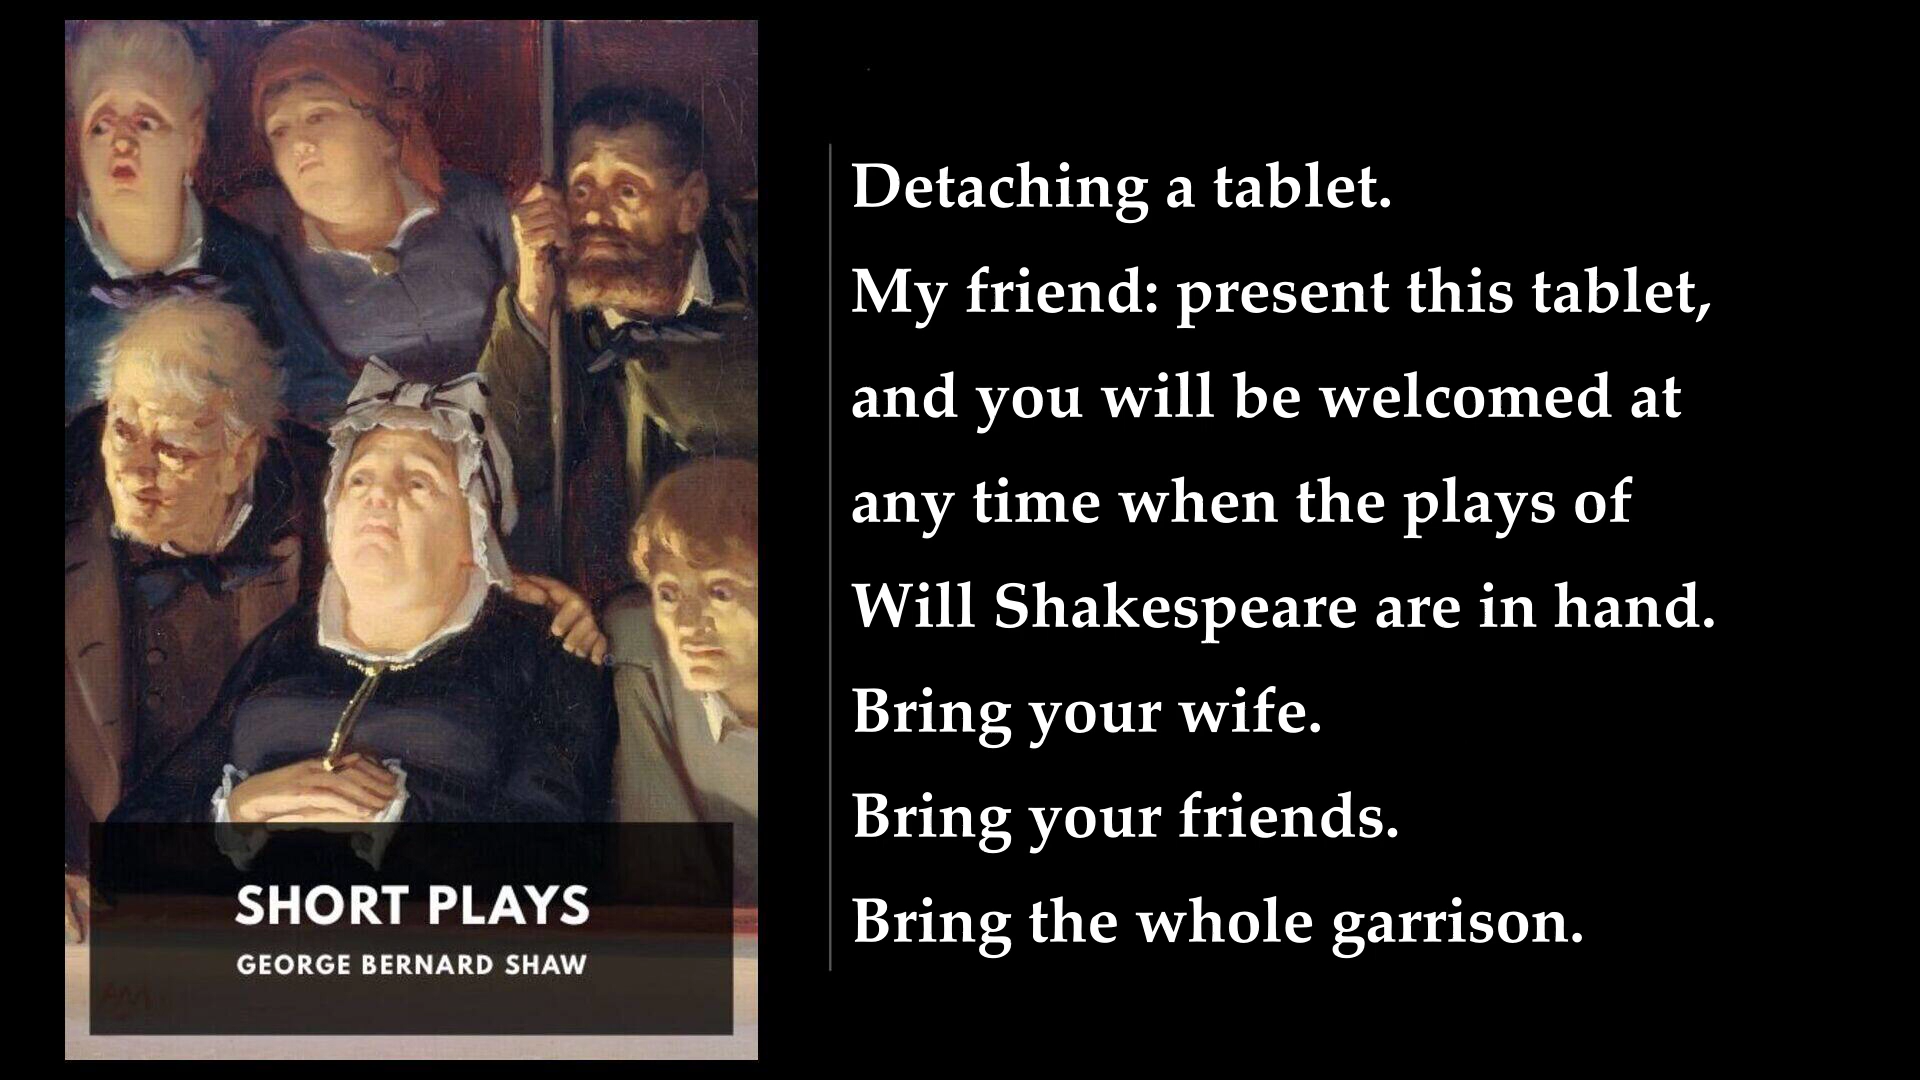 Detaching a tablet.
My friend: present this tablet,
and you will be welcomed at
any time when the plays of
Will Shakespeare are in hand.
Bring your wife.
Bring your friends.
Bring the whole garrison.
SHORT PLAYS
GEORGE BERNARD SHAW